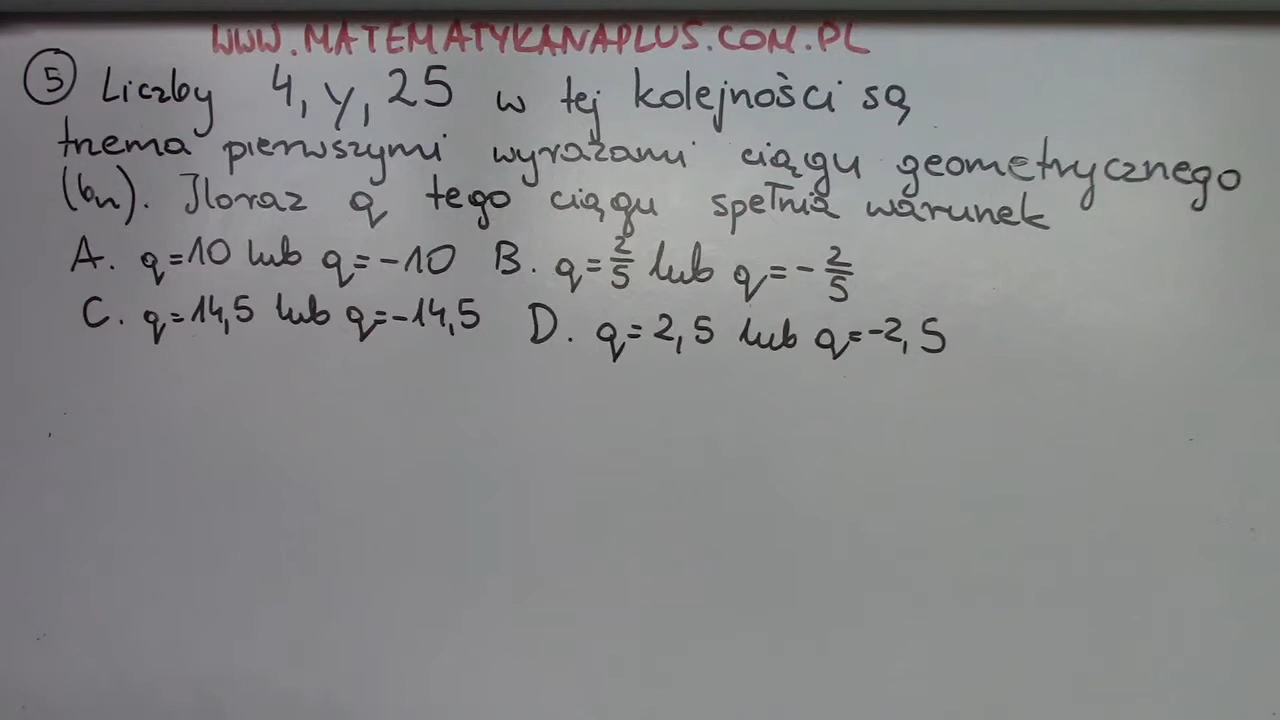 WWW.MATEMATYKANAPLUS.COM.PL
5 Liczby 4, y, 25 w tej kolejności są
trzema pierwszymi wyrazami ciągu geometrycznego
(bn). Iloraz q tego ciągu spełnia warunek
A. q=10 lub q=-10 B. q=2/5 lub q=-2/5
C. q=14,5 lub q=-14,5 D. q=2,5 lub q=-2,5